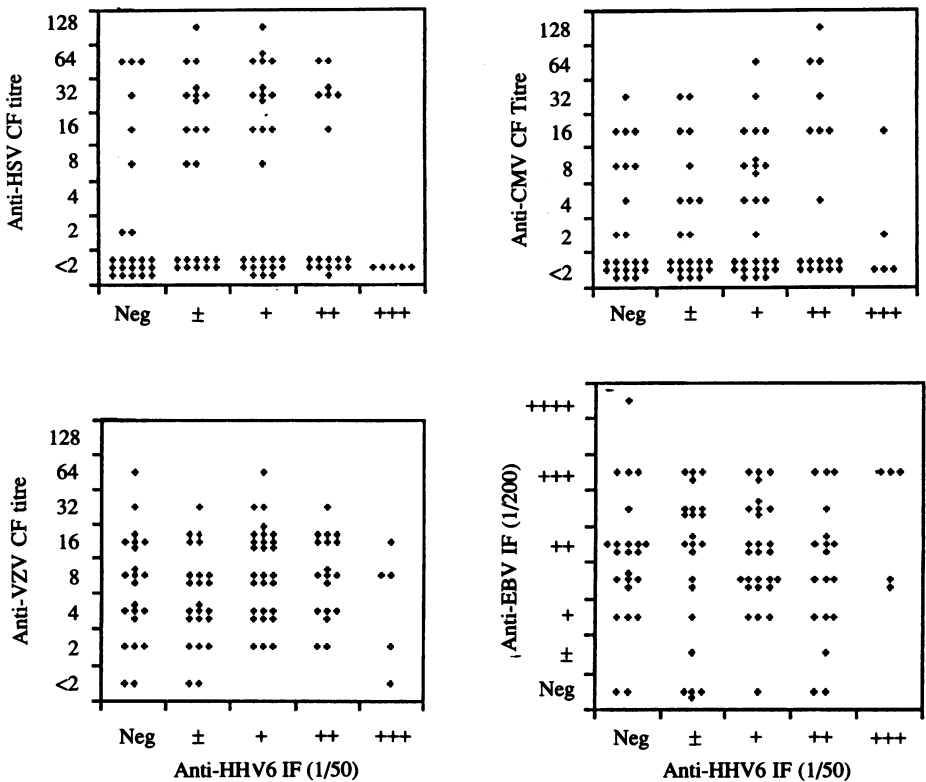 Anti-HSV CF titre
128
64
32
16
8
4
2
<2
Neg ± + ++ +++
Anti-CMV CF Titre
128
64
32
16
8
4
2
<2
Neg ± + ++ +++
Anti-VZV CF titre
128
64
32
16
8
4
2
<2
Neg ± + ++ +++
Anti-HHV6 IF (1/50)
Anti-EBV IF (1/200)
++++
+++
++
+
±
Neg
Neg ± + ++ +++
Anti-HHV6 IF (1/50)